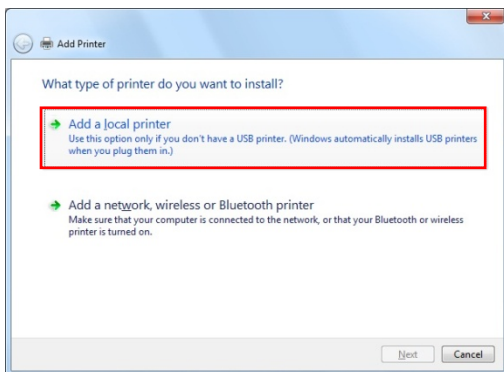 Add Printer
What type of printer do you want to install?
Add a local printer
Use this option only if you don't have a USB printer. (Windows automatically installs USB printers
when you plug them in.)
Add a network, wireless or Bluetooth printer
Make sure that your computer is connected to the network, or that your Bluetooth or wireless
printer is turned on.
Next Cancel